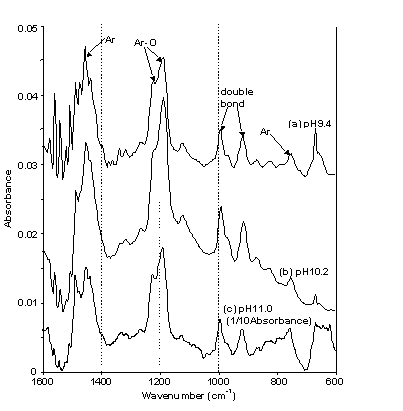 0.05
0.04
0.03
0.02
0.01
0
Absorbance
Ar
Ar-O
double
bond
Ar
(a) pH9.4
(b) pH10.2
(c) pH11.0
(1/10Absorbance)
1600
1400
1200
1000
800
600
Wavenumber (cm-1)